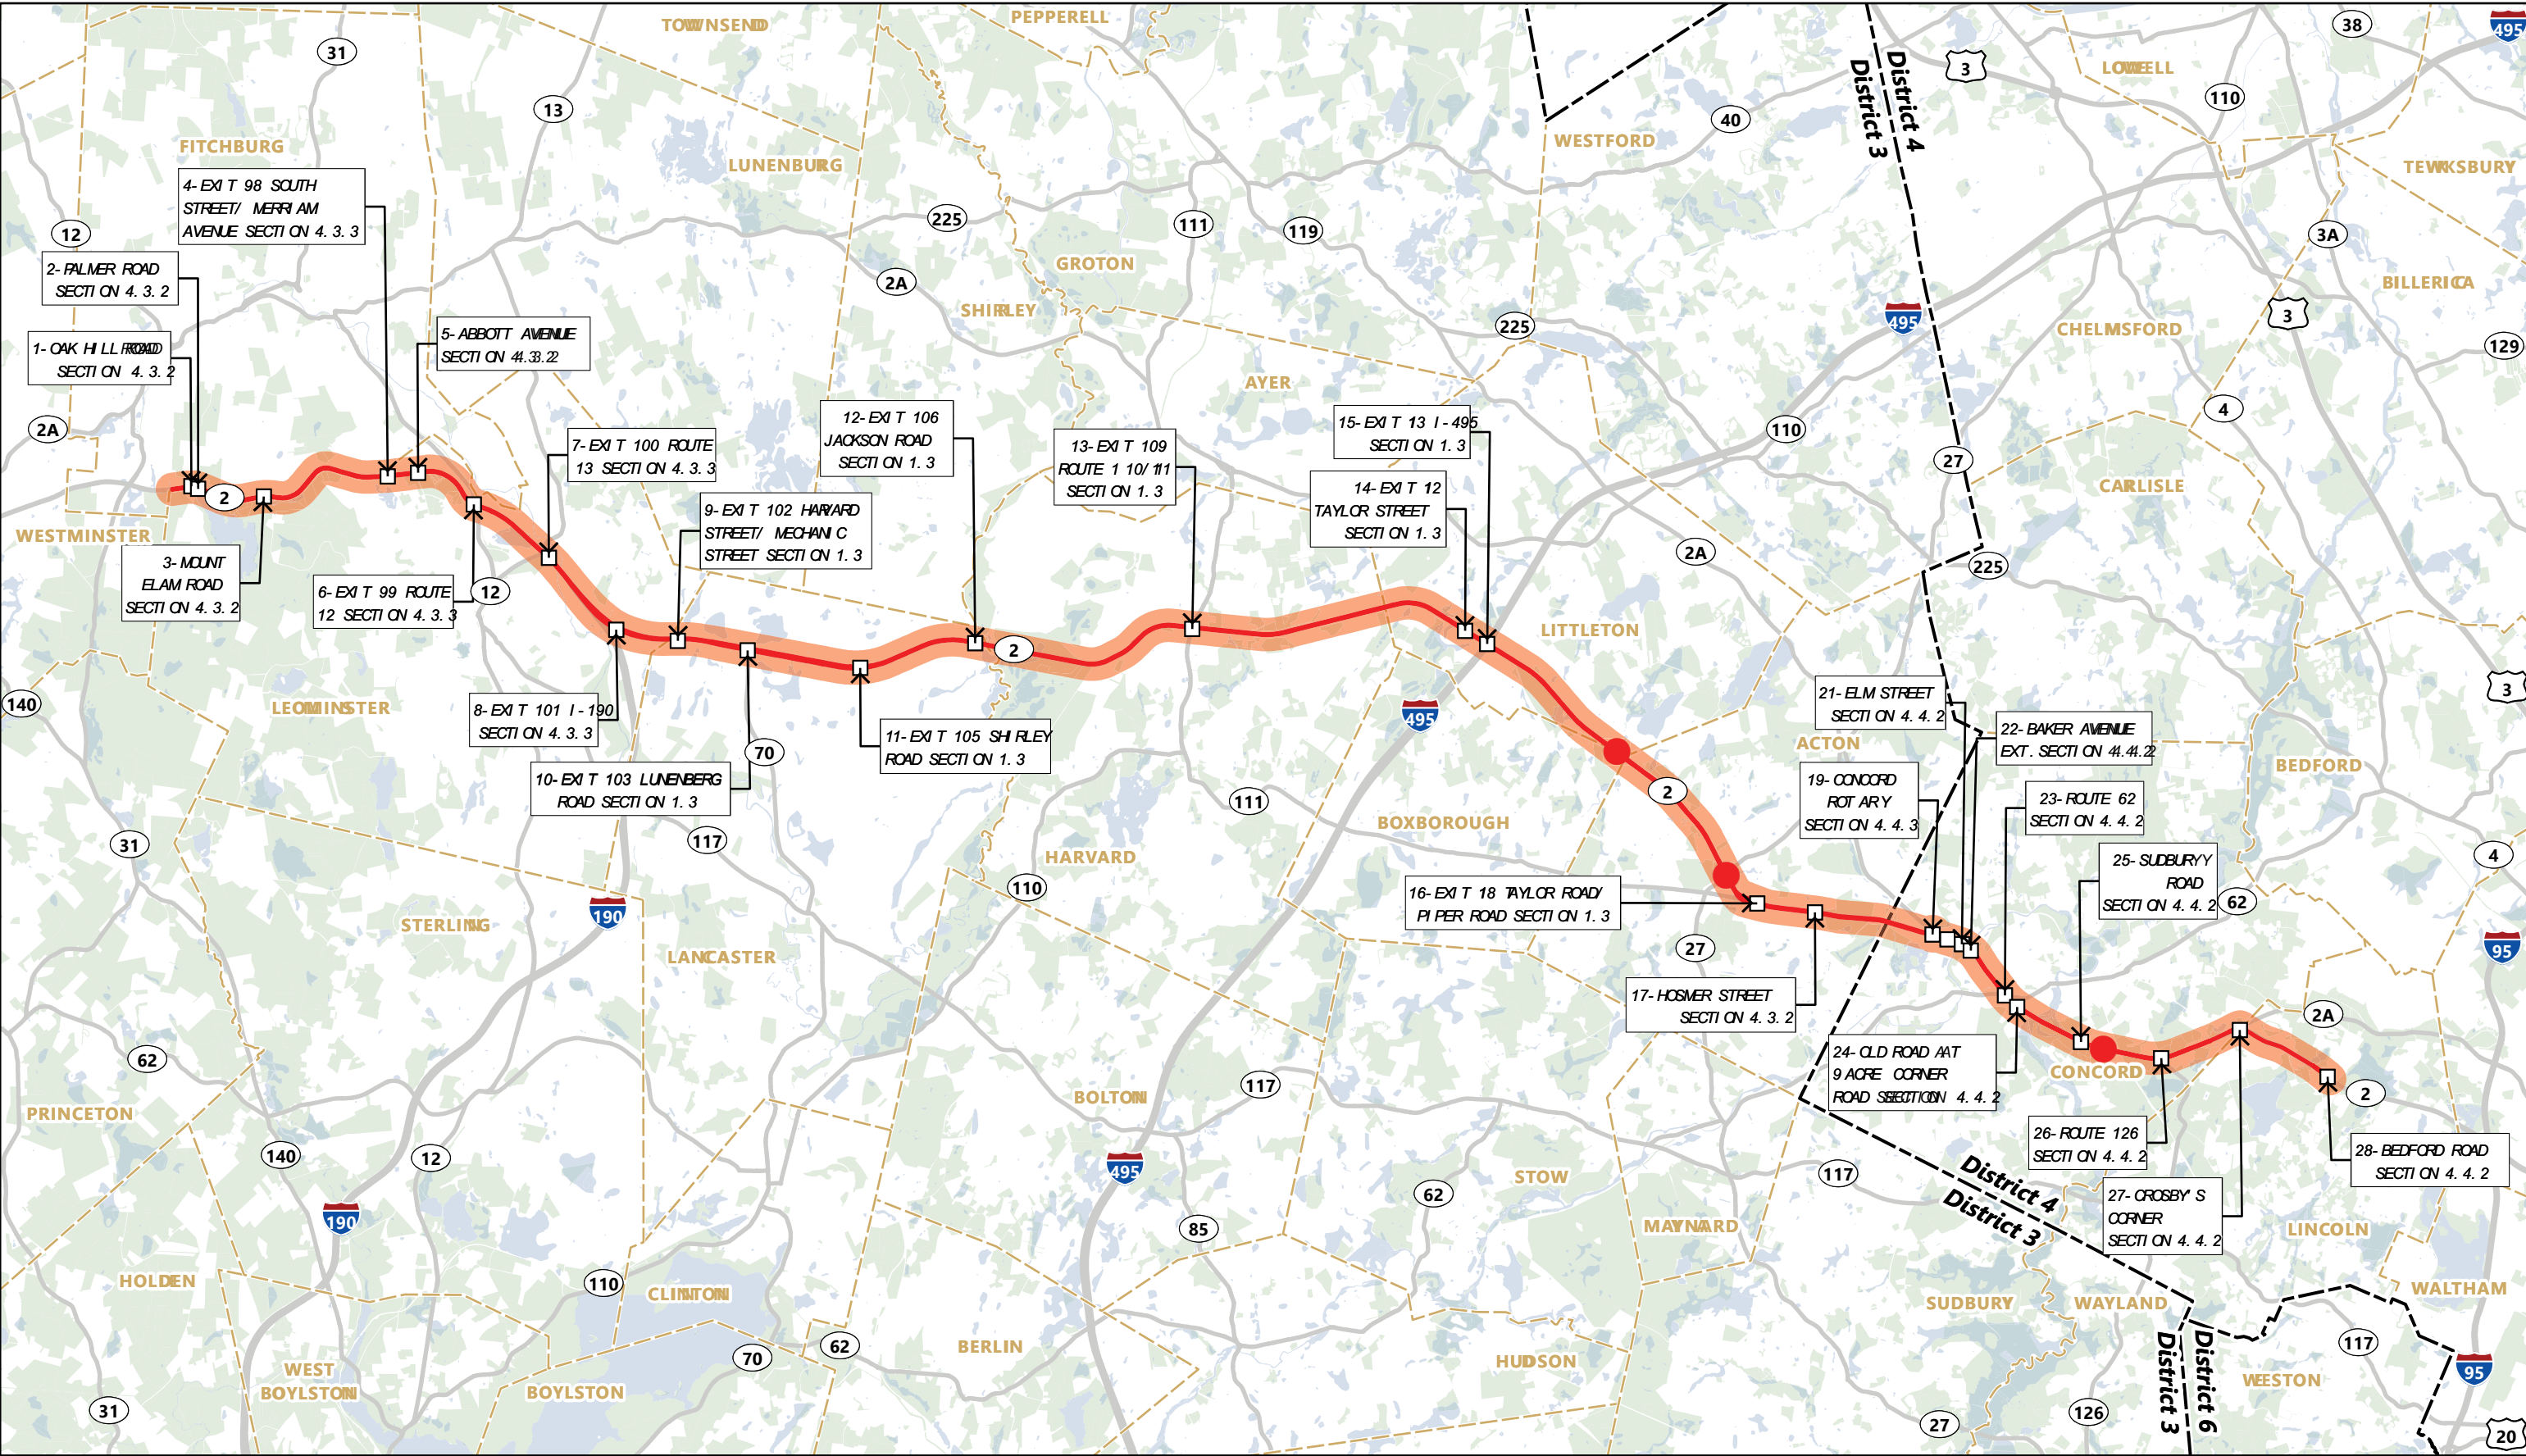 TOWNSEND
PEPPERELL
38
495
31
3
LOWELL
District 4
District 3
110
13
40
WESTFORD
FITCHBURG
LUNENBURG
TEWKSBURY
4- EXIT 98 SOUTH
STREET/ MERRIAM
AVENUE SECTION 4.3.3
12
225
111
119
3A
GROTON
2- PALMER ROAD
SECTION 4.3.2
2A
BILLERICA
SHIRLEY
495
3
225
CHELMSFORD
1- OAK HILL ROAD
SECTION 4.3.2
5- ABBOTT AVENUE
SECTION 4.3.2
129
AYER
2A
12- EXIT 106
JACKSON ROAD
SECTION 1.3
15- EXIT 13 I-495
SECTION 1.3
4
110
7- EXIT 100 ROUTE
13 SECTION 4.3.3
13- EXIT 109
ROUTE 110/111
SECTION 1.3
27
14- EXIT 12
TAYLOR STREET
SECTION 1.3
CARLISLE
2
9- EXIT 102 HARVARD
STREET/ MECHANIC
STREET SECTION 1.3
WESTMINSTER
2A
225
3- MOUNT
ELAM ROAD
SECTION 4.3.2
6- EXIT 99 ROUTE
12 SECTION 4.3.3
12
LITTLETON
2
140
LEOMINSTER
8- EXIT 101 I-190
SECTION 4.3.3
495
21- ELM STREET
SECTION 4.4.2
3
22- BAKER AVENUE
EXT. SECTION 4.4.2
11- EXIT 105 SHIRLEY
ROAD SECTION 1.3
70
ACTON
BEDFORD
10- EXIT 103 LUNENBERG
ROAD SECTION 1.3
19- CONCORD
ROTARY
SECTION 4.4.3
2
111
23- ROUTE 62
SECTION 4.4.2
BOXBOROUGH
31
117
HARVARD
4
25- SUDBURYY
ROAD
SECTION 4.4.2
110
16- EXIT 18 TAYLOR ROAD/
PIPER ROAD SECTION 1.3
62
190
STERLING
27
95
LANCASTER
17- HOSMER STREET
SECTION 4.3.2
2A
24- OLD ROAD AAT
9 ACRE CORNER
ROAD SECTION 4.4.2
62
CONCORD
117
2
BOLTON
PRINCETON
26- ROUTE 126
SECTION 4.4.2
140
12
495
28- BEDFORD ROAD
SECTION 4.4.2
117
STOW
District 4
District 3
62
27- CROSBY'S
CORNER
SECTION 4.4.2
190
85
MAYNARD
LINCOLN
HOLDEN
110
CLINTON
WALTHAM
SUDBURY
WAYLAND
62
BERLIN
117
70
HUDSON
WEST
BOYLSTON
BOYLSTON
District 3
District 6
95
WESTON
31
126
27
20